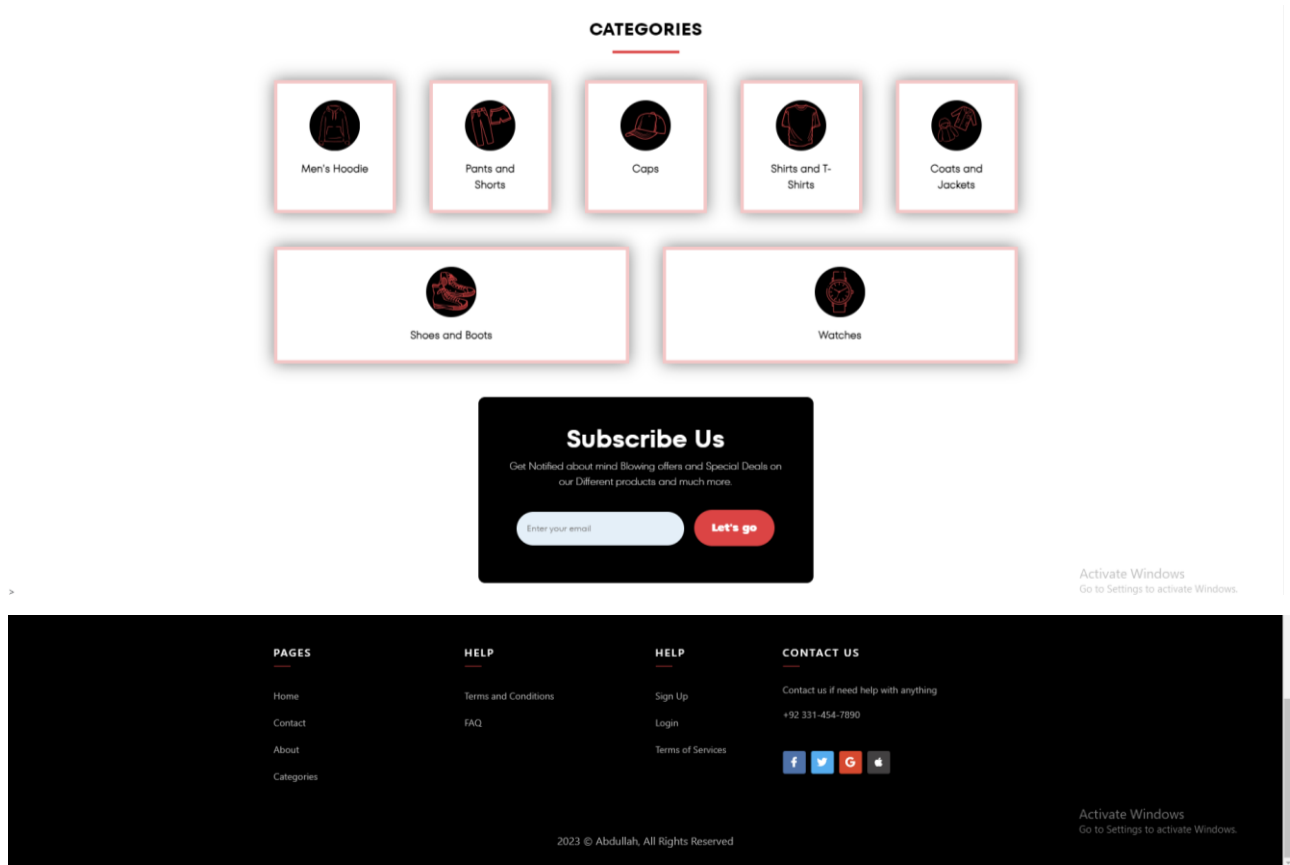 CATEGORIES
Men's Hoodie
Pants and
Shorts
Caps
Shirts and T-
Shirts
Coats and
Jackets
Shoes and Boots
Watches
Subscribe Us
Get Notified about mind Blowing offers and Special Deals on
our Different products and much more.
Enter your email
Let's go
Activate Windows
Go to Settings to activate Windows.
>
PAGES
Home
Contact
About
Categories
HELP
Terms and Conditions
FAQ
HELP
Sign Up
Login
Terms of Services
CONTACT US
Contact us if need help with anything
+92 331-454-7890
f
G
Activate Windows
Go to Settings to activate Windows.
2023 © Abdullah, All Rights Reserved